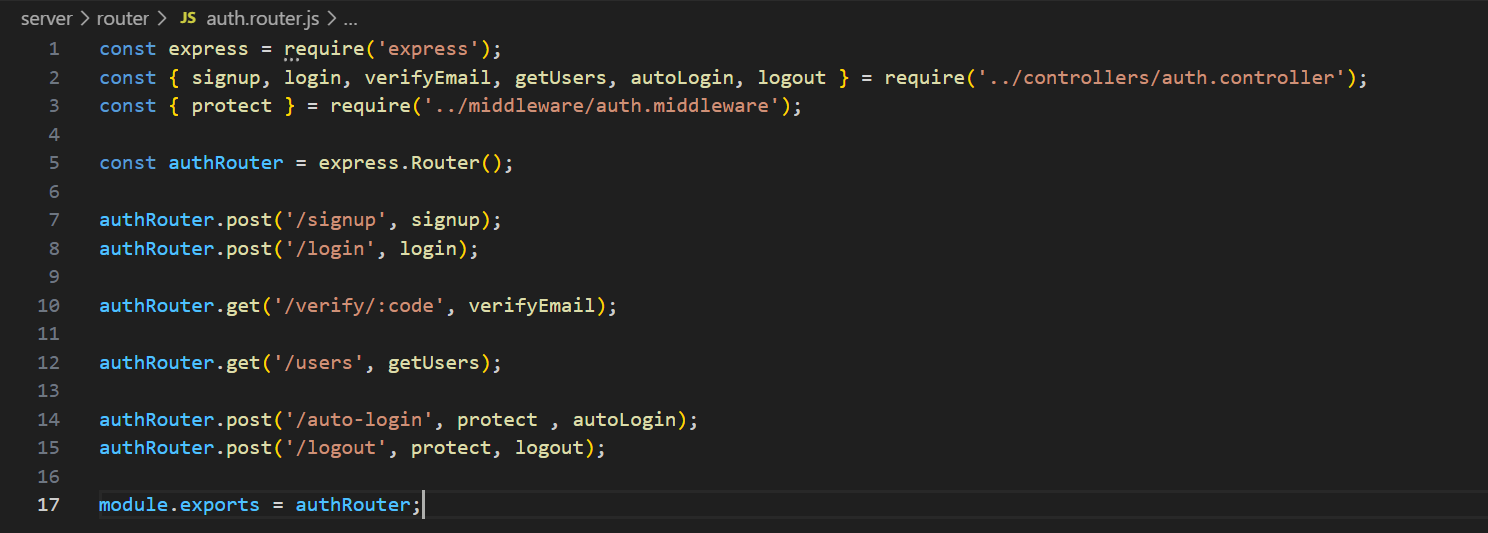 server > router > JS auth.router.js > ...
1 const express = require('express');
2 const { signup, login, verifyEmail, getUsers, autoLogin, logout } = require('../controllers/auth.controller');
3 const { protect } = require('../middleware/auth.middleware');
4
5 const authRouter = express.Router();
6
7 authRouter.post('/signup', signup);
8 authRouter.post('/login', login);
9
10 authRouter.get('/verify/:code', verifyEmail);
11
12 authRouter.get('/users', getUsers);
13
14 authRouter.post('/auto-login', protect , autoLogin);
15 authRouter.post('/logout', protect, logout);
16
17 module.exports = authRouter;